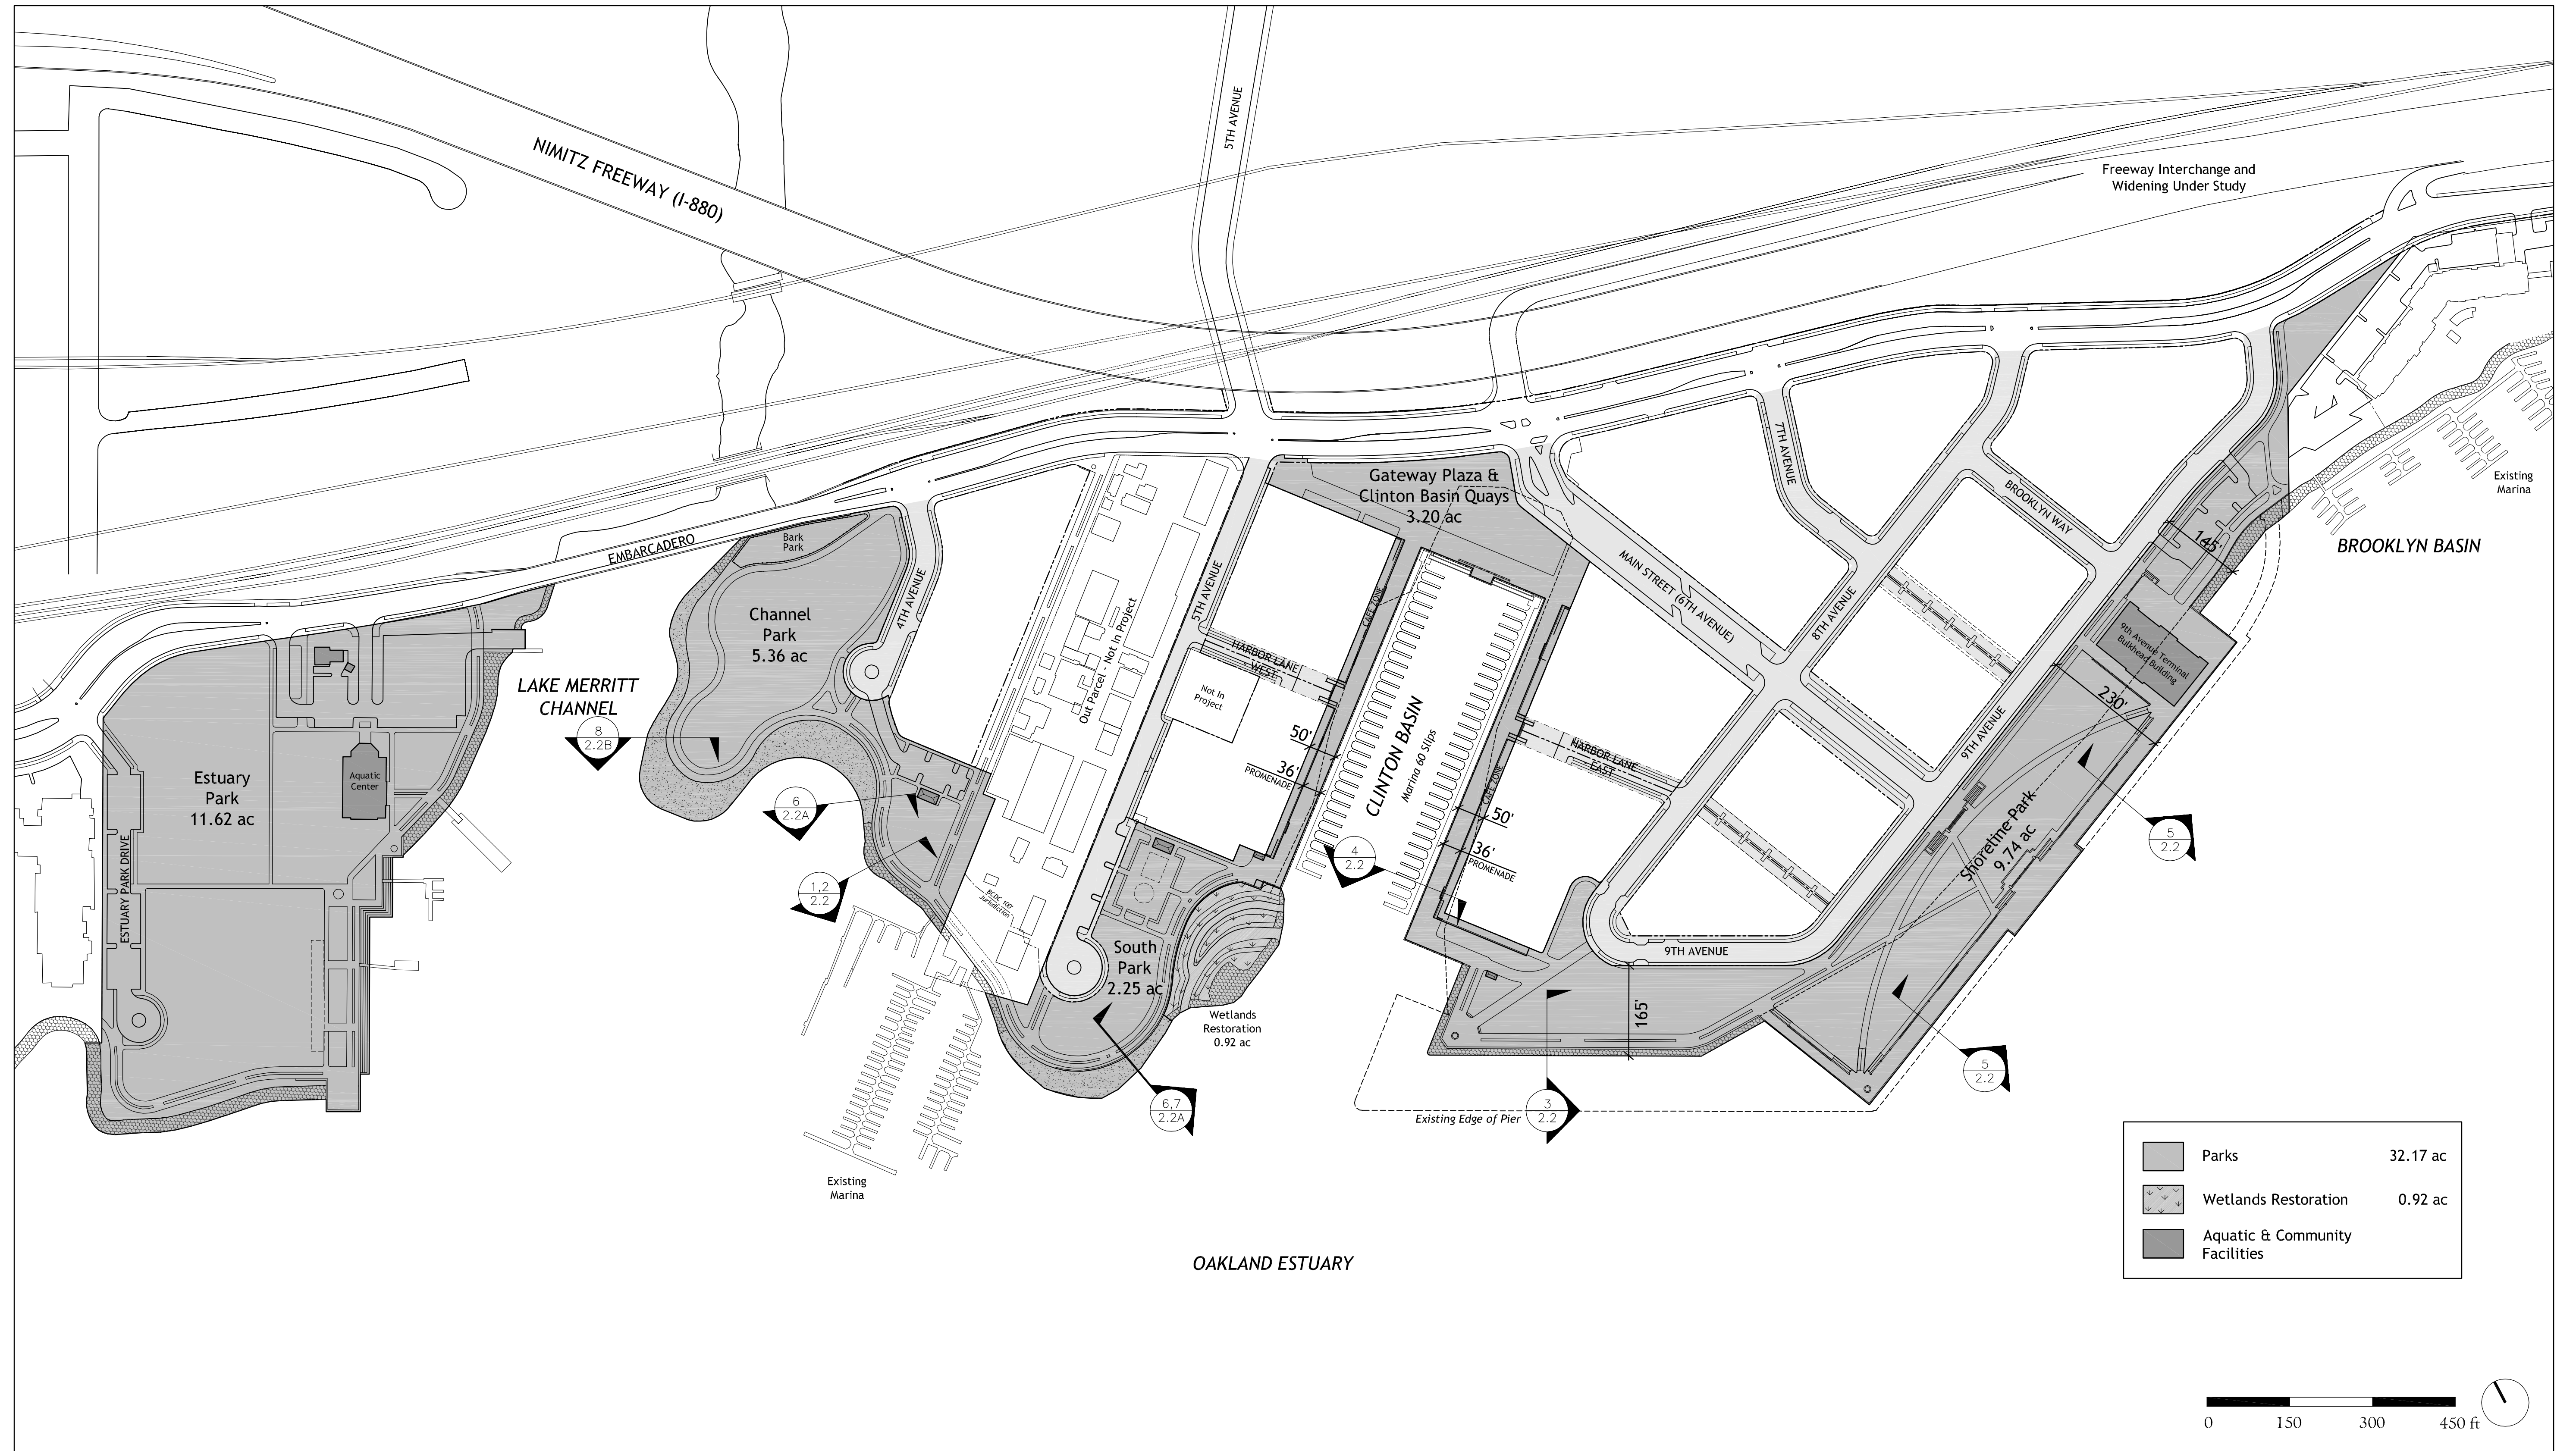 5TH AVENUE
NIMITZ FREEWAY (I-880)
Freeway Interchange and
Widening Under Study
Gateway Plaza &
Clinton Basin Quays
3.20 ac
7TH AVENUE
BROOKLYN WAY
Existing
Marina
BROOKLYN BASIN
145'
EMBARCADERO
Bark
Park
Channel
Park
5.36 ac
4TH AVENUE
5TH AVENUE
Out Parcel - Not In Project
CAFE ZONE
MAIN STREET (6TH AVENUE)
8TH AVENUE
9th Avenue Terminal
Bulkhead Building
230'
HARBOR LANE
WEST
Not In
Project
LAKE MERRITT
CHANNEL
8
2.2B
50'
36'
PROMENADE
CLINTON BASIN
Marina 60 Slips
HARBOR LANE
EAST
CAFE ZONE
50'
36'
PROMENADE
9TH AVENUE
Estuary
Park
11.62 ac
Aquatic
Center
ESTUARY PARK DRIVE
6
2.2A
1,2
2.2
4
2.2
5
2.2
Shoreline Park
9.74 ac
BCDC 100'
Jurisdiction
South
Park
2.25 ac
9TH AVENUE
165'
Wetlands
Restoration
0.92 ac
5
2.2
6,7
2.2A
Existing Edge of Pier
3
2.2
Existing
Marina
OAKLAND ESTUARY
Parks 32.17 ac
Wetlands Restoration 0.92 ac
Aquatic & Community
Facilities
0 150 300 450 ft